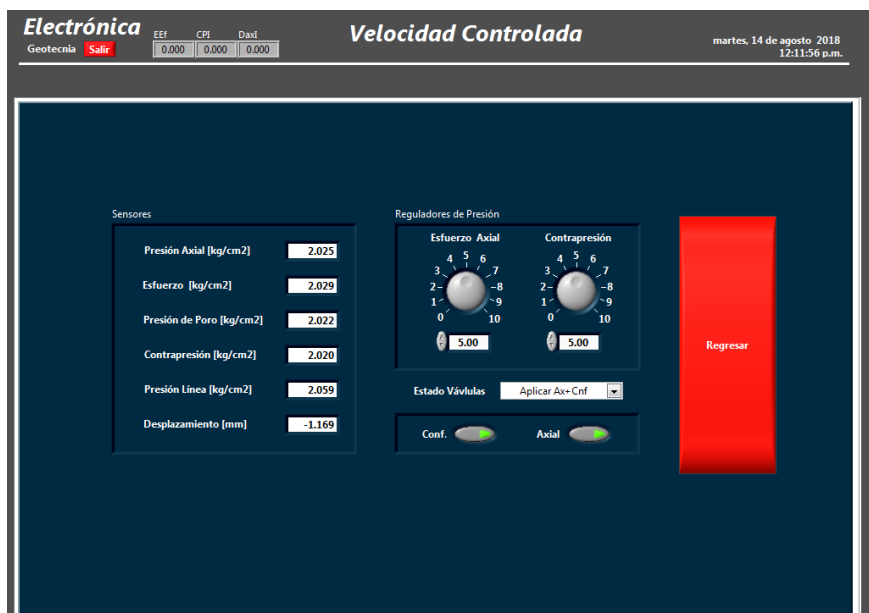 Electrónica
Geotecnia Salir
EEf CPI DaxI
0.000 0.000 0.000
Velocidad Controlada
martes, 14 de agosto 2018
12:11:56 p.m.
Sensores
Presión Axial [kg/cm2] 2.025
Esfuerzo [kg/cm2] 2.029
Presión de Poro [kg/cm2] 2.022
Contrapresión [kg/cm2] 2.020
Presión Línea [kg/cm2] 2.059
Desplazamiento [mm] -1.169
Reguladores de Presión
Esfuerzo Axial Contrapresión
0 1 2 3 4 5 6 7 8 9 10
0 1 2 3 4 5 6 7 8 9 10
5.00 5.00
Estado Vávlulas Aplicar Ax+Cnf
Conf. Axial
Regresar